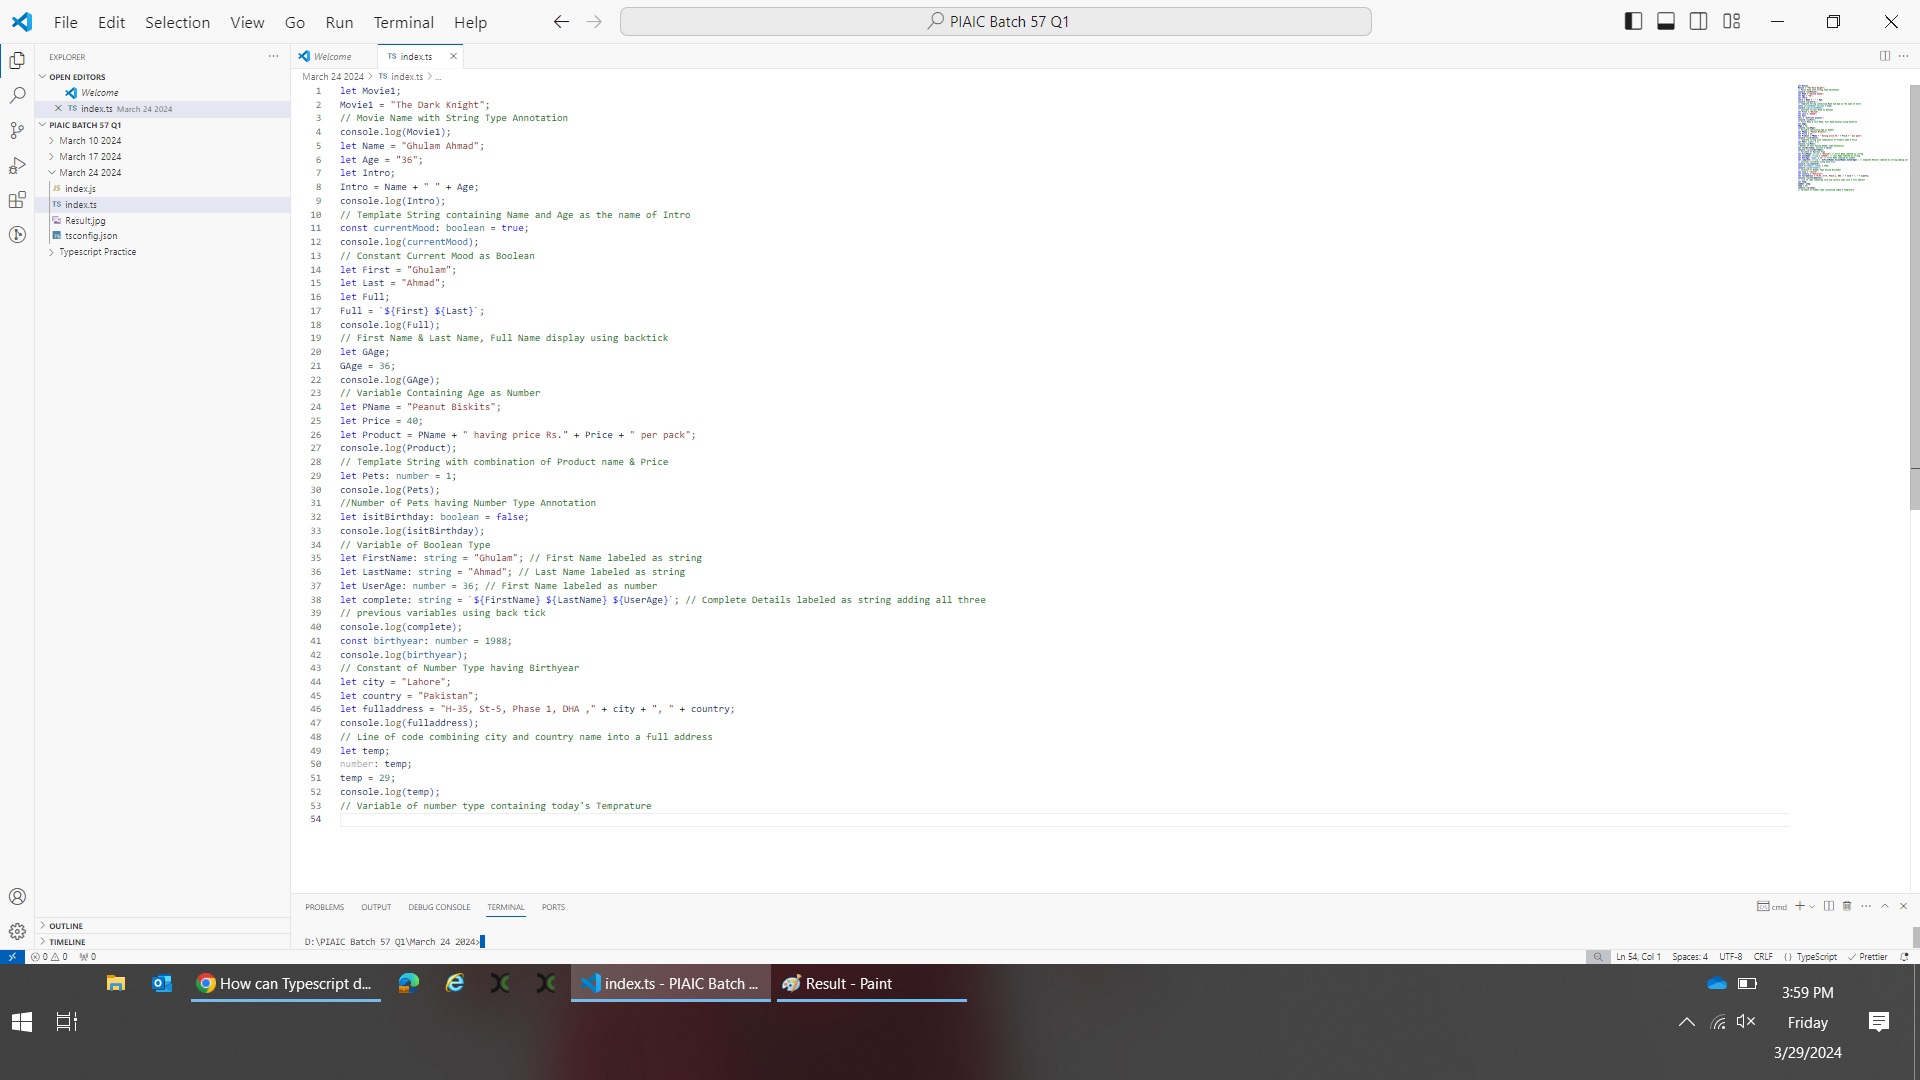 File Edit Selection View Go Run Terminal Help
PIAIC Batch 57 Q1
EXPLORER
OPEN EDITORS
Welcome
TS index.ts March 24 2024
PIAIC BATCH 57 Q1
March 10 2024
March 17 2024
March 24 2024
JS index.js
TS index.ts
Result.jpg
tsconfig.json
Typescript Practice
OUTLINE
TIMELINE
Welcome
TS index.ts
March 24 2024 > TS index.ts > ...
1 let Movie1;
2 Movie1 = "The Dark Knight";
3 // Movie Name with String Type Annotation
4 console.log(Movie1);
5 let Name = "Ghulam Ahmad";
6 let Age = "36";
7 let Intro;
8 Intro = Name + " " + Age;
9 console.log(Intro);
10 // Template String containing Name and Age as the name of Intro
11 const currentMood: boolean = true;
12 console.log(currentMood);
13 // Constant Current Mood as Boolean
14 let First = "Ghulam";
15 let Last = "Ahmad";
16 let Full;
17 Full = `${First} ${Last}`;
18 console.log(Full);
19 // First Name & Last Name, Full Name display using backtick
20 let GAge;
21 GAge = 36;
22 console.log(GAge);
23 // Variable Containing Age as Number
24 let PName = "Peanut Biskits";
25 let Price = 40;
26 let Product = PName + " having price Rs." + Price + " per pack";
27 console.log(Product);
28 // Template String with combination of Product name & Price
29 let Pets: number = 1;
30 console.log(Pets);
31 //Number of Pets having Number Type Annotation
32 let isitBirthday: boolean = false;
33 console.log(isitBirthday);
34 // Variable of Boolean Type
35 let FirstName: string = "Ghulam"; // First Name labeled as string
36 let LastName: string = "Ahmad"; // Last Name labeled as string
37 let UserAge: number = 36; // First Name labeled as number
38 let complete: string = `${FirstName} ${LastName} ${UserAge}`; // Complete Details labeled as string adding all three
39 // previous variables using back tick
40 console.log(complete);
41 const birthyear: number = 1988;
42 console.log(birthyear);
43 // Constant of Number Type having Birthyear
44 let city = "Lahore";
45 let country = "Pakistan";
46 let fulladdress = "H-35, St-5, Phase 1, DHA ," + city + ", " + country;
47 console.log(fulladdress);
48 // Line of code combining city and country name into a full address
49 let temp;
50 number: temp;
51 temp = 29;
52 console.log(temp);
53 // Variable of number type containing today's Temprature
54
PROBLEMS OUTPUT DEBUG CONSOLE TERMINAL PORTS
cmd
D:\PIAIC Batch 57 Q1\March 24 2024>
0 0 0
Ln 54, Col 1 Spaces: 4 UTF-8 CRLF {} TypeScript Prettier
How can Typescript d...
index.ts - PIAIC Batch ...
Result - Paint
3:59 PM
Friday
3/29/2024